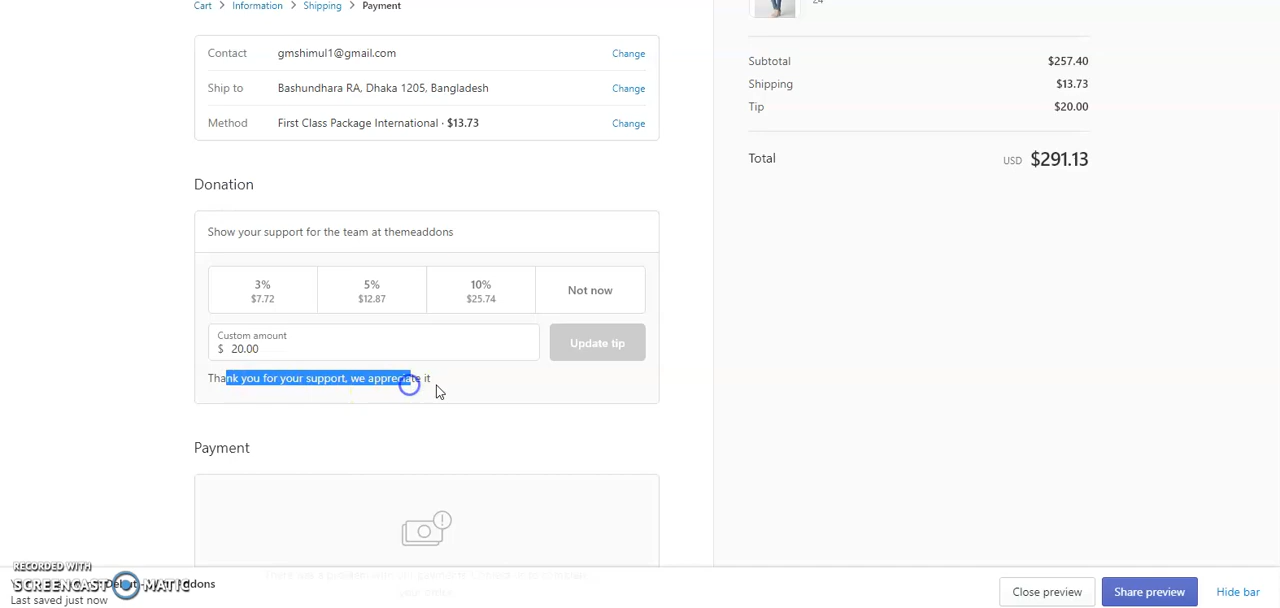 Cart > Information > Shipping > Payment
24
Contact gmshimul1@gmail.com Change
Ship to Bashundhara RA, Dhaka 1205, Bangladesh Change
Method First Class Package International · $13.73 Change
Subtotal $257.40
Shipping $13.73
Tip $20.00
Total USD $291.13
Donation
Show your support for the team at themeaddons
3% 5% 10% Not now
$7.72 $12.87 $25.74
Custom amount
$ 20.00
Update tip
Thank you for your support, we appreciate it
Payment
RECORDED WITH
SCREENCAST MATIC
Last saved just now
Close preview Share preview Hide bar